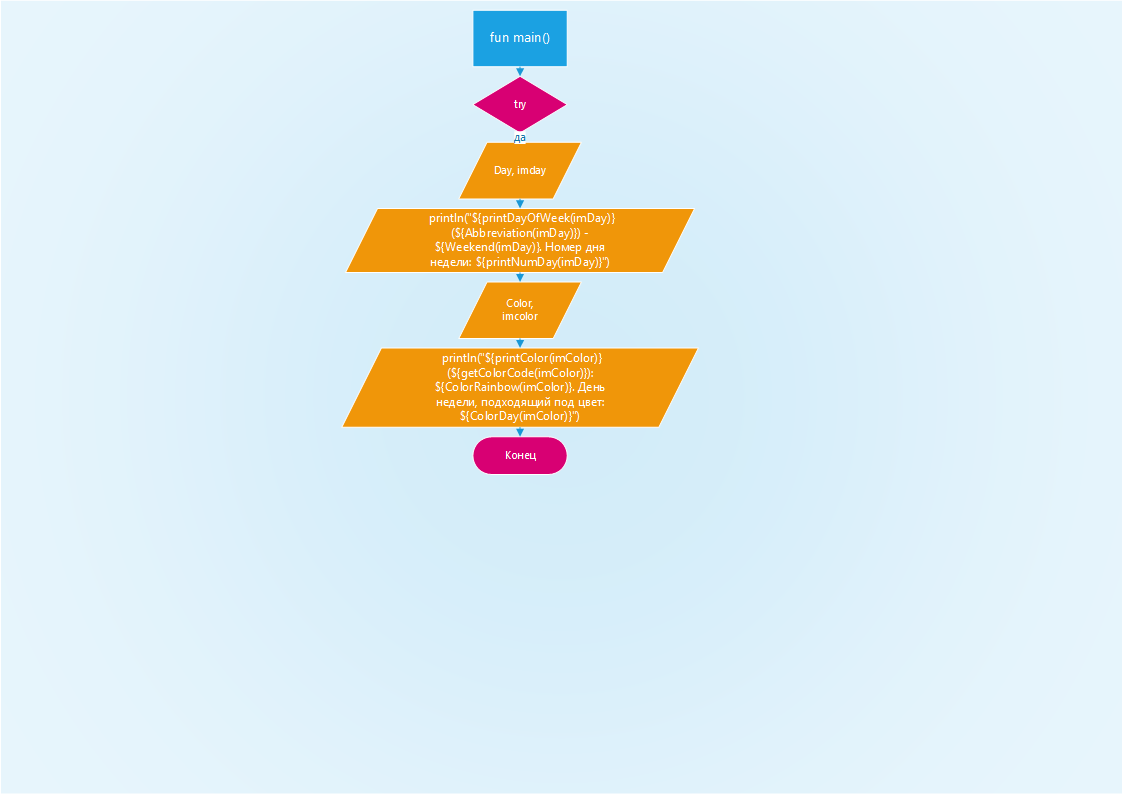 fun main()
try
да
Day, imday
println("${printDayOfWeek(imDay)}
(${Abbreviation(imDay)}) -
${Weekend(imDay)}. Номер дня
недели: ${printNumDay(imDay)}")
Color,
imcolor
println("${printColor(imColor)}
(${getColorCode(imColor)}):
${ColorRainbow(imColor)}. День
недели, подходящий под цвет:
${ColorDay(imColor)}")
Конец